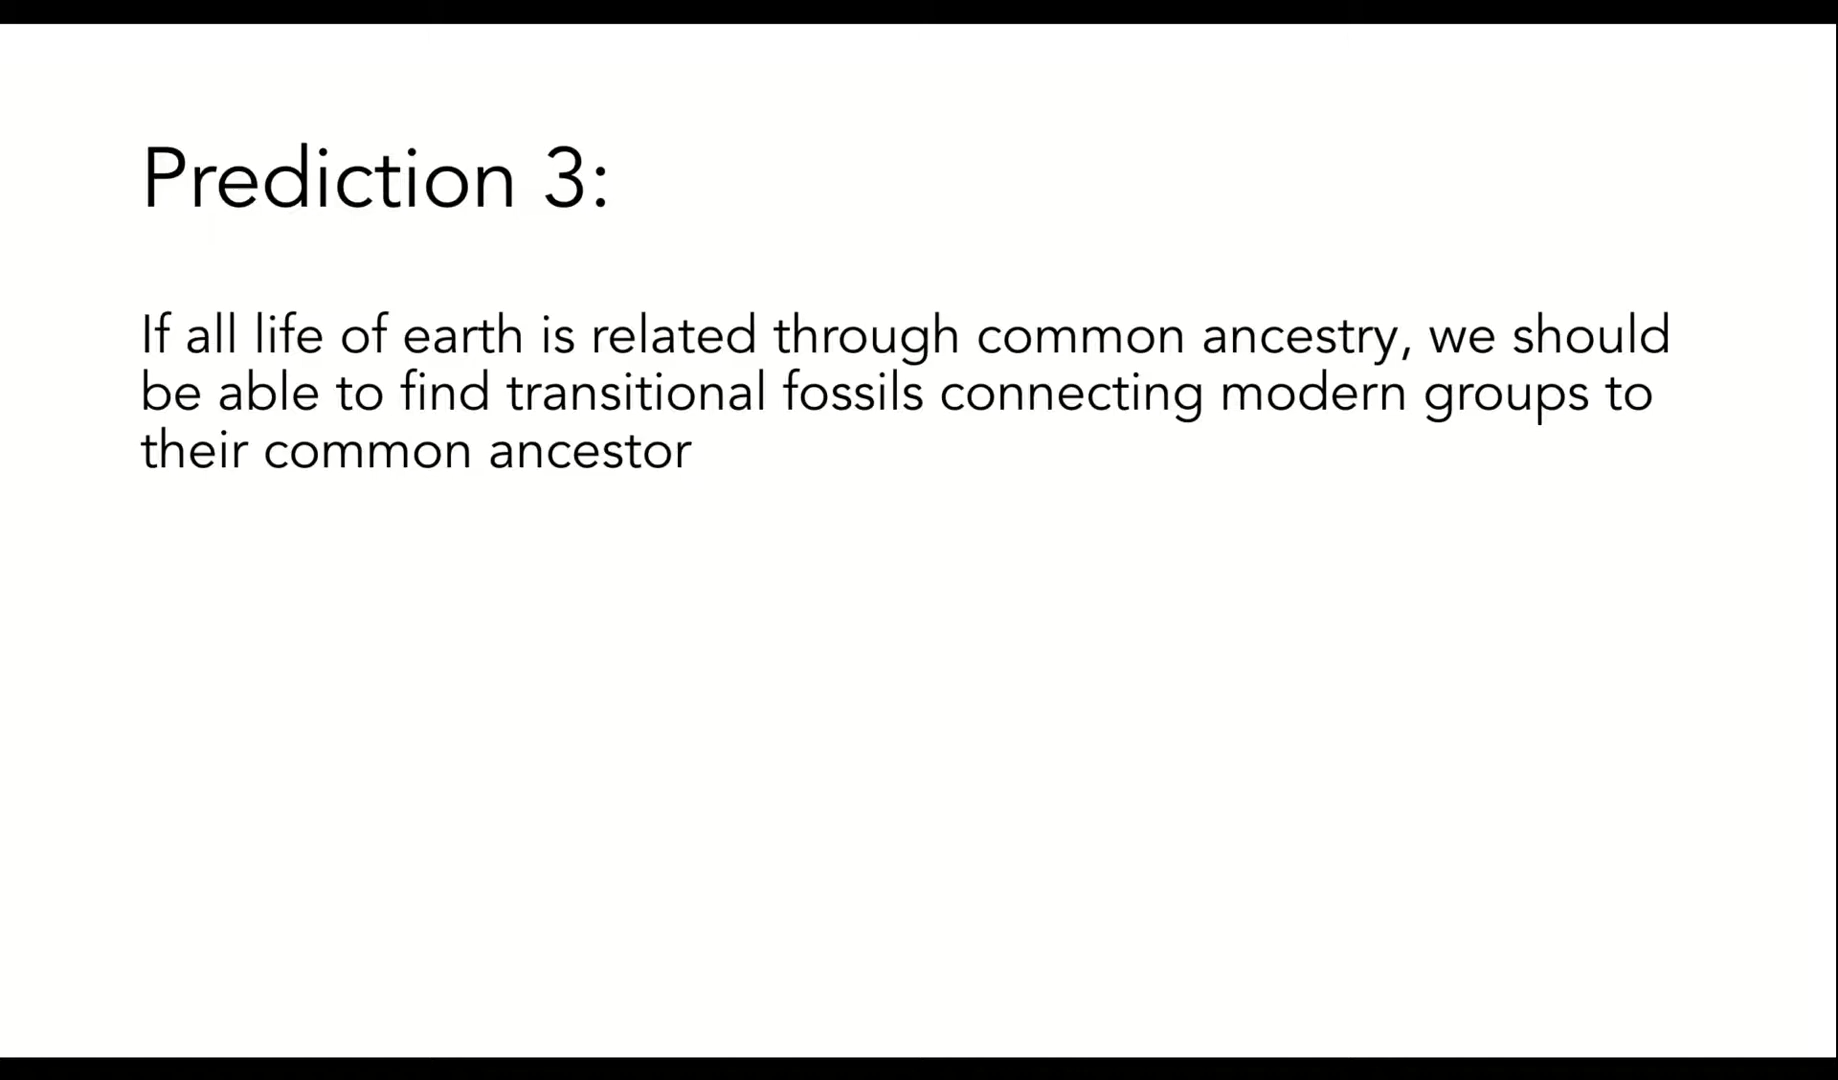 Prediction 3:
If all life of earth is related through common ancestry, we should
be able to find transitional fossils connecting modern groups to
their common ancestor